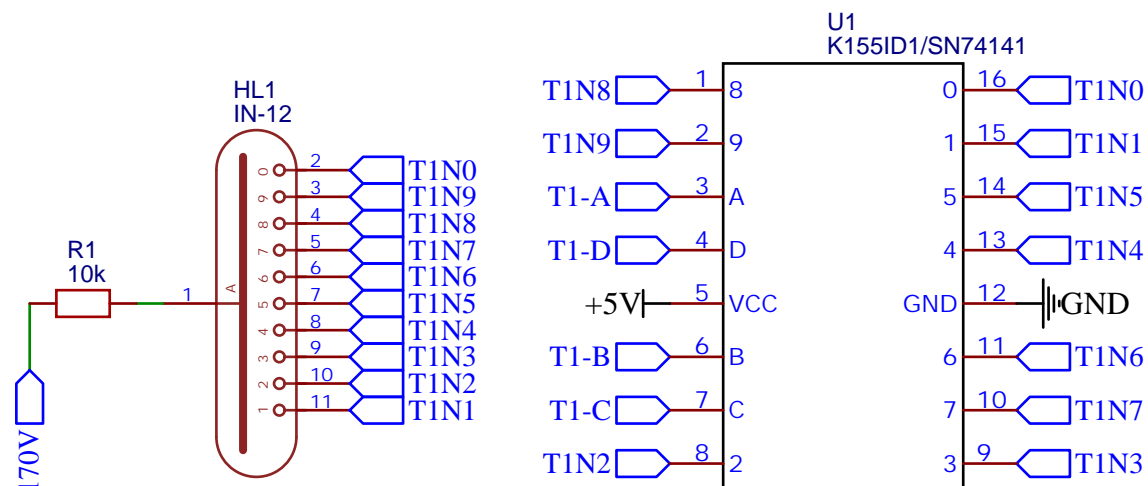 HL1
IN-12
0 2 T1N0
9 3 T1N9
8 4 T1N8
7 5 T1N7
6 6 T1N6
5 7 T1N5
4 8 T1N4
3 9 T1N3
2 10 T1N2
1 11 T1N1
A
R1
10k
1
170V
U1
K155ID1/SN74141
T1N8 1 8 0 16 T1N0
T1N9 2 9 1 15 T1N1
T1-A 3 A 5 14 T1N5
T1-D 4 D 4 13 T1N4
+5V 5 VCC GND 12 GND
T1-B 6 B 6 11 T1N6
T1-C 7 C 7 10 T1N7
T1N2 8 2 3 9 T1N3